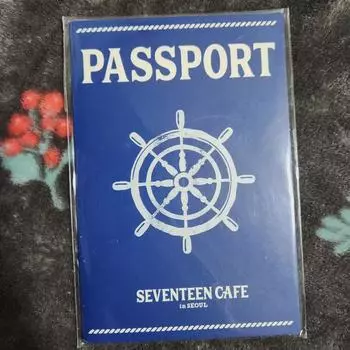 PASSPORT
SEVENTEEN CAFE
in SEOUL